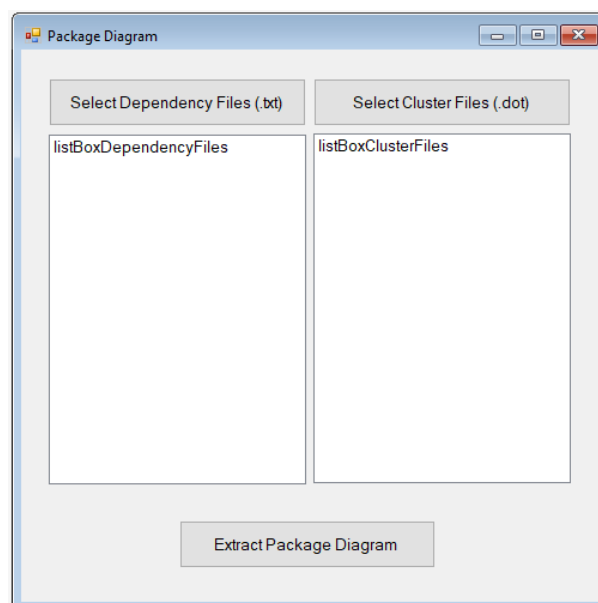 Package Diagram
Select Dependency Files (.txt)
Select Cluster Files (.dot)
listBoxDependencyFiles
listBoxClusterFiles
Extract Package Diagram